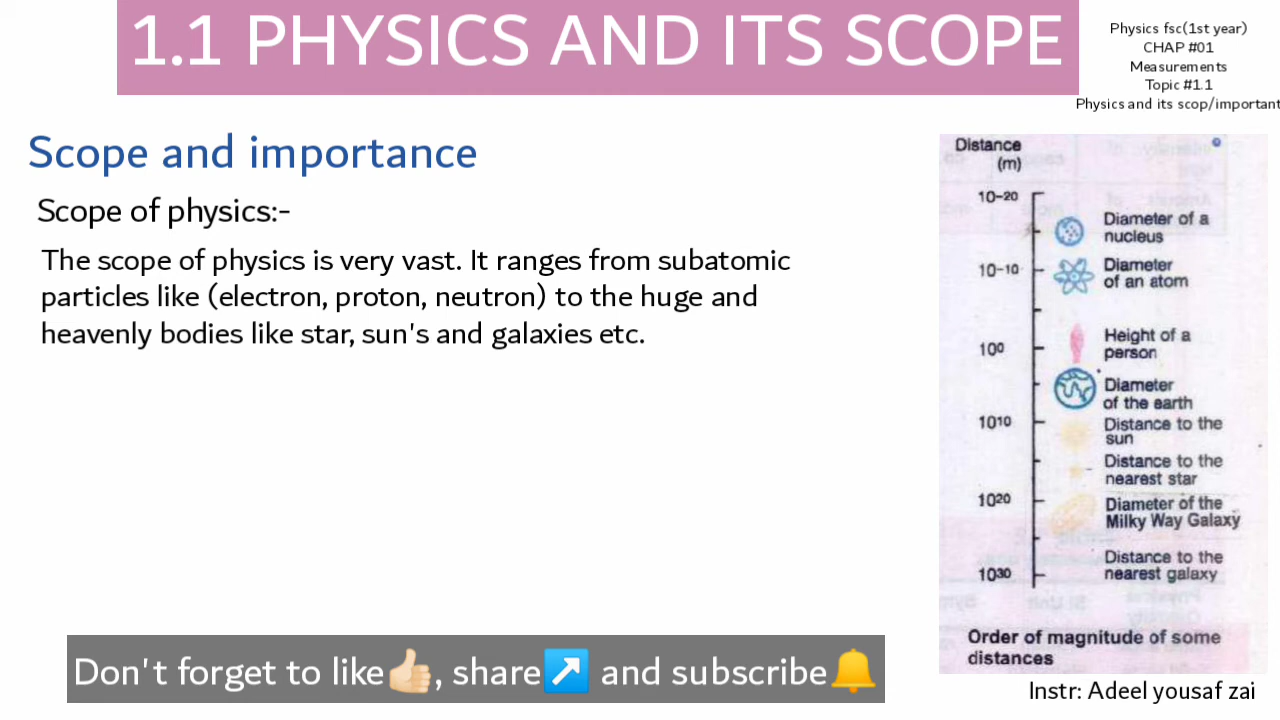 1.1 PHYSICS AND ITS SCOPE
Physics fsc(1st year)
CHAP #01
Measurements
Topic #1.1
Physics and its scop/important
Scope and importance
Scope of physics:-
The scope of physics is very vast. It ranges from subatomic
particles like (electron, proton, neutron) to the huge and
heavenly bodies like star, sun's and galaxies etc.
Distance
(m)
10-20
Diameter of a
nucleus
10-10
Diameter
of an atom
10⁰
Height of a
person
Diameter
of the earth
10¹⁰
Distance to the
sun
Distance to the
nearest star
10²⁰
Diameter of the
Milky Way Galaxy
Distance to the
nearest galaxy
10³⁰
Order of magnitude of some
distances
Don't forget to like👍🏻, share↗️ and subscribe🔔
Instr: Adeel yousaf zai